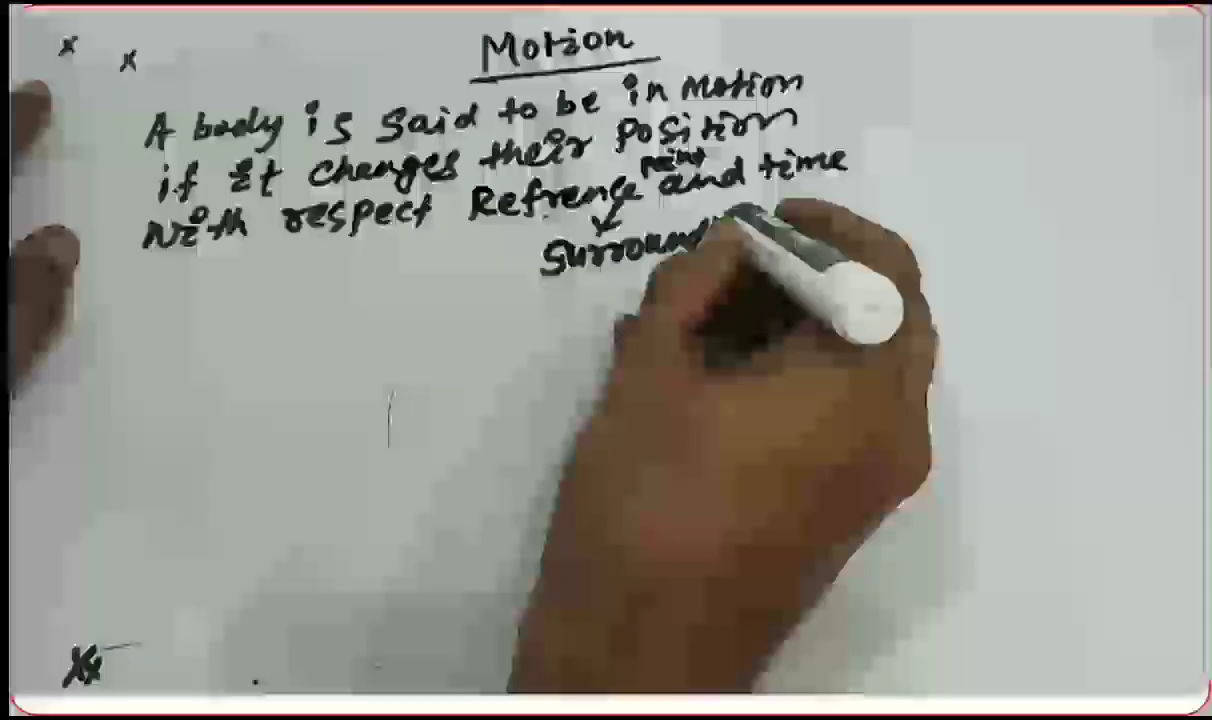 Motion
A body is said to be in Motion
if it changes their position
point
with respect Refrence and time
Surround